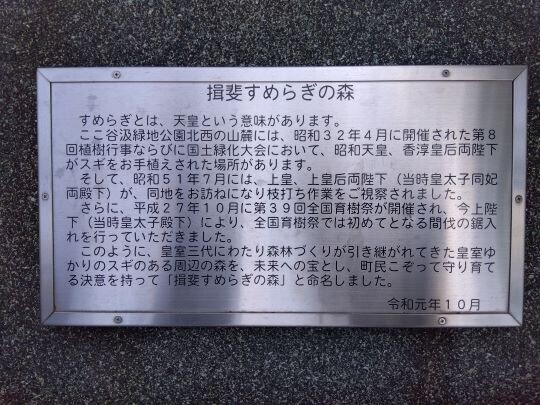 揖斐すめらぎの森
すめらぎとは、天皇という意味があります。
ここ谷汲緑地公園北西の山麓には、昭和３２年４月に開催された第８
回植樹行事ならびに国土緑化大会において、昭和天皇、香淳皇后両陛下
がスギをお手植えされた場所があります。
そして、昭和５１年７月には、上皇、上皇后両陛下（当時皇太子同妃
両殿下）が、同地をお訪ねになり枝打ち作業をご視察されました。
さらに、平成２７年１０月に第３９回全国育樹祭が開催され、今上陛
下（当時皇太子殿下）により、全国育樹祭では初めてとなる間伐の鋸入
れを行っていただきました。
このように、皇室三代にわたり森林づくりが引き継がれてきた皇室ゆ
かりのスギのある周辺の森を、未来への宝とし、町民こぞって守り育て
る決意を持って「揖斐すめらぎの森」と命名しました。
令和元年１０月